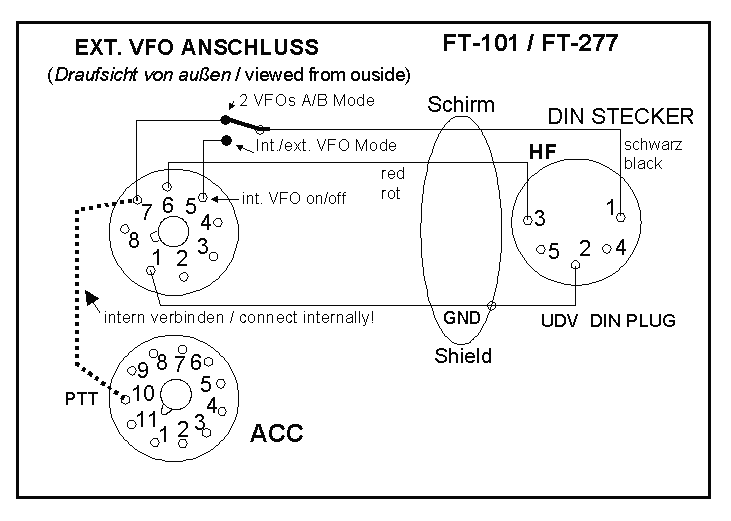 EXT. VFO ANSCHLUSS
FT-101 / FT-277
(Draufsicht von außen / viewed from ouside)
2 VFOs A/B Mode
Schirm
DIN STECKER
Int./ext. VFO Mode
HF
schwarz
black
red
rot
int. VFO on/off
7 6 5
4
8
3
1 2
3
1
5
2
4
intern verbinden / connect internally!
GND
UDV DIN PLUG
Shield
PTT
9 8 7 6
10
5
11
4
1 2 3
ACC